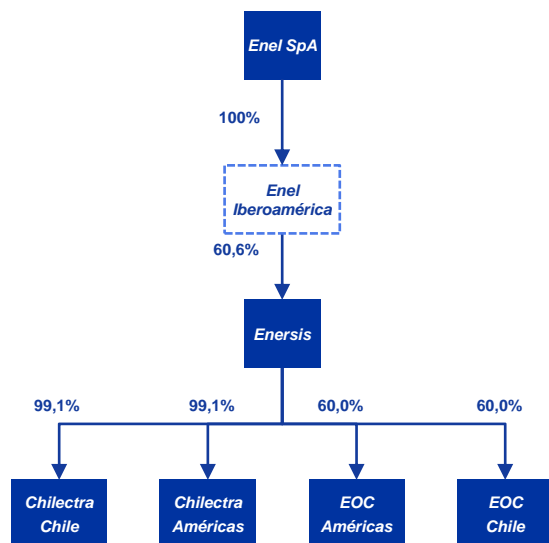 Enel SpA
100%
Enel
Iberoamérica
60,6%
Enersis
99,1%
99,1%
60,0%
60,0%
Chilectra
Chile
Chilectra
Américas
EOC
Américas
EOC
Chile